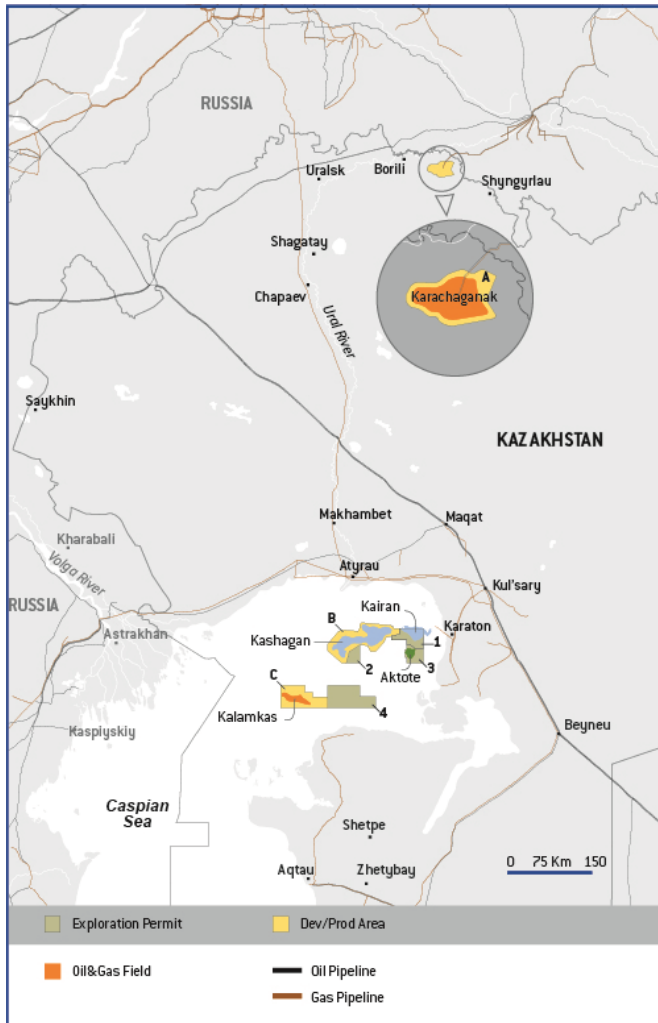 RUSSIA
Uralsk
Borili
Shyngyrlau
Shagatay
Chapaev
A
Karachaganak
Ural River
Saykhin
KAZAKHSTAN
Makhambet
Maqat
Kharabali
Volga River
Atyrau
Kul'sary
RUSSIA
Kairan
B
Karaton
Astrakhan
Kashagan
1
2
3
Aktote
C
4
Kalamkas
Kaspiyskiy
Beyneu
Caspian
Sea
Shetpe
0 75 Km 150
Aqtau
Zhetybay
Exploration Permit
Dev/Prod Area
Oil&Gas Field
Oil Pipeline
Gas Pipeline